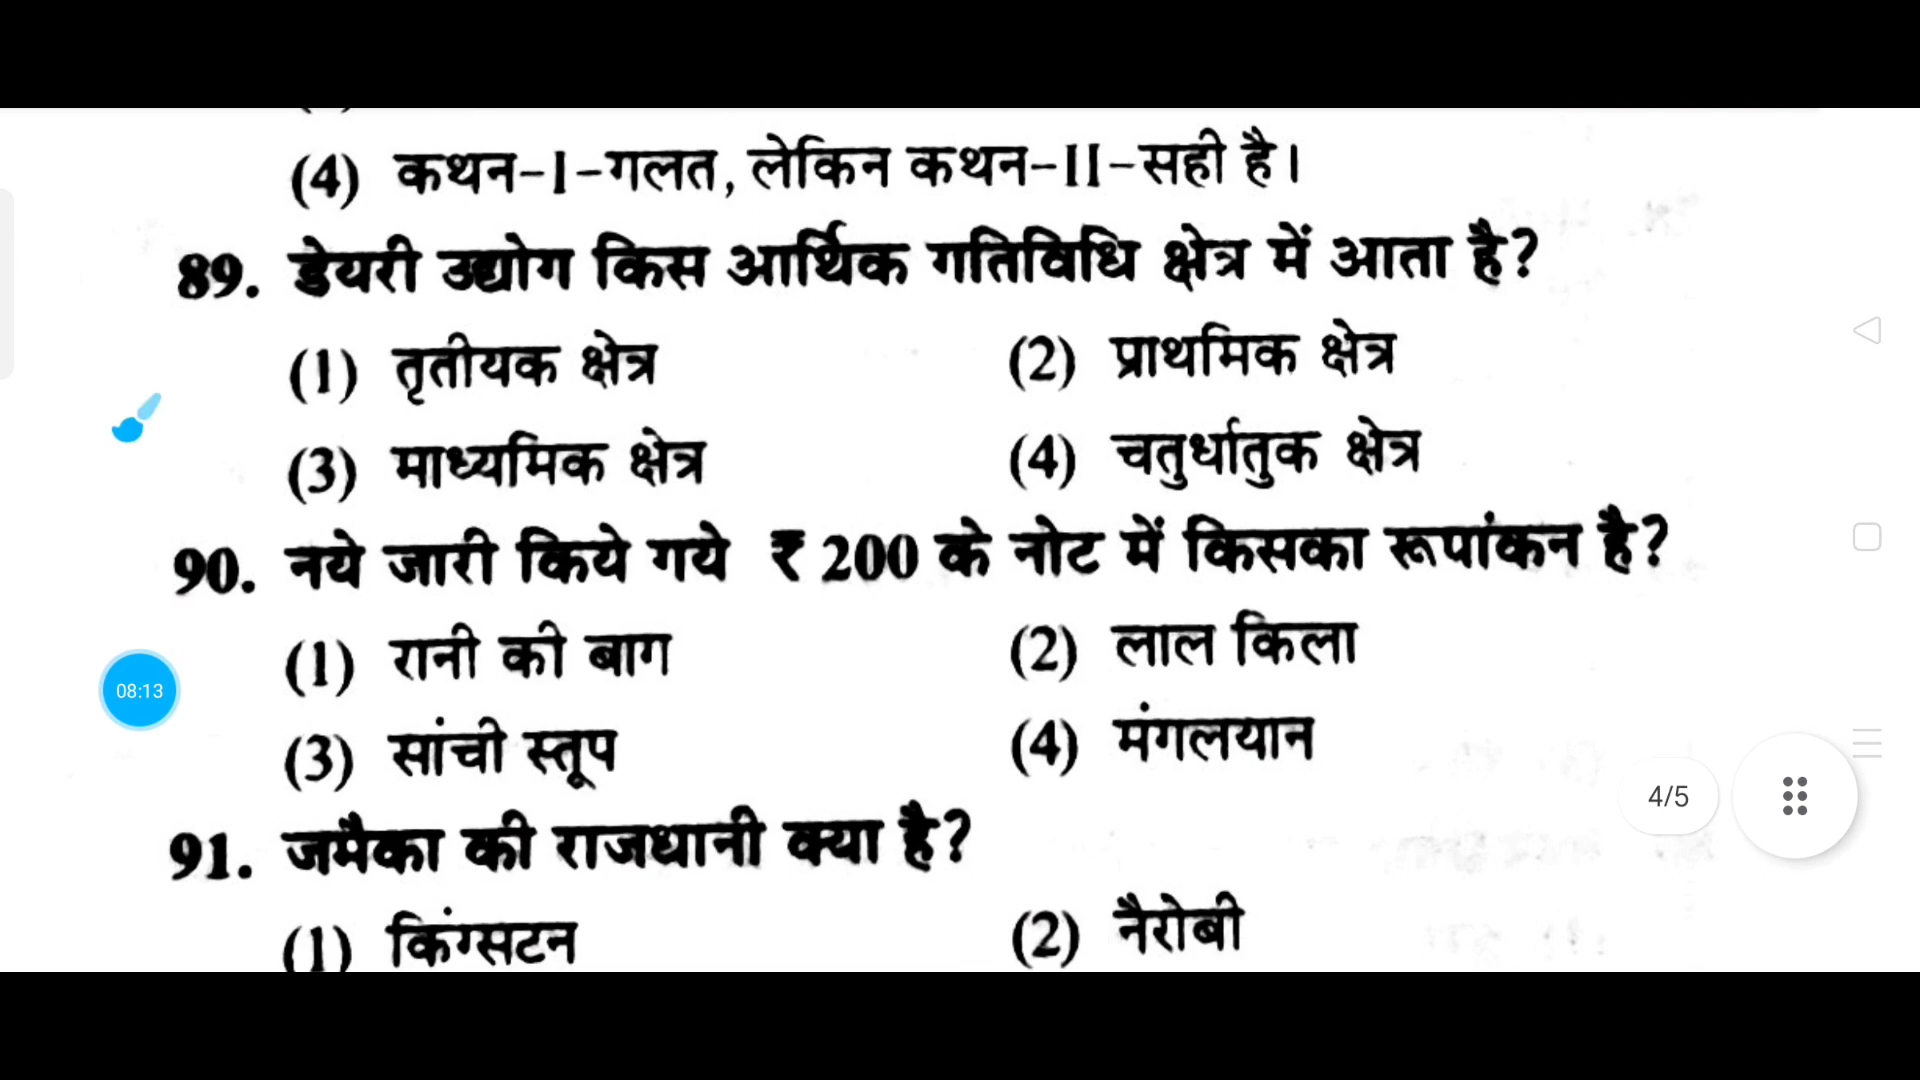 (4) कथन-I-गलत, लेकिन कथन-II-सही है।
89. डेयरी उद्योग किस आर्थिक गतिविधि क्षेत्र में आता है?
(1) तृतीयक क्षेत्र (2) प्राथमिक क्षेत्र
(3) माध्यमिक क्षेत्र (4) चतुर्धातुक क्षेत्र
90. नये जारी किये गये ₹ 200 के नोट में किसका रूपांकन है?
(1) रानी की बाग (2) लाल किला
08:13
(3) सांची स्तूप (4) मंगलयान
4/5
91. जमैका की राजधानी क्या है?
(1) किंग्सटन (2) नैरोबी